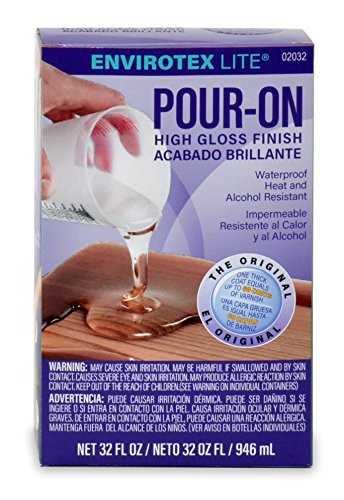 ENVIROTEX LITE® 02032
POUR-ON
HIGH GLOSS FINISH
ACABADO BRILLANTE
Waterproof
Heat and
Alcohol Resistant
Impermeable
Resistente al Calor
y al Alcohol
THE ORIGINAL
ONE THICK
COAT EQUALS
UP TO 50 COATS
OF VARNISH
UNA CAPA GRUESA
ES IGUAL HASTA
50 CAPAS
DE BARNIZ
EL ORIGINAL
WARNING: MAY CAUSE SKIN IRRITATION. MAY BE HARMFUL IF SWALLOWED AND BY SKIN
CONTACT. CAUSES SEVERE EYE AND SKIN IRRITATION. MAY PRODUCE ALLERGIC REACTION BY SKIN
CONTACT. KEEP OUT OF THE REACH OF CHILDREN. (SEE WARNING ON INDIVIDUAL CONTAINERS)
ADVERTENCIA: PUEDE CAUSAR IRRITACIÓN DÉRMICA. PUEDE SER DAÑINO SI SE
INGIERE O SI ENTRA EN CONTACTO CON LA PIEL. CAUSA IRRITACIÓN OCULAR Y DÉRMICA
GRAVES. DE ENTRAR EN CONTACTO CON LA PIEL, PUEDE CAUSAR UNA REACCIÓN ALÉRGICA.
MANTENGA FUERA DEL ALCANCE DE LOS NIÑOS. (VER AVISO EN BOTELLAS INDIVIDUALES)
NET 32 FL OZ / NETO 32 OZ FL / 946 mL